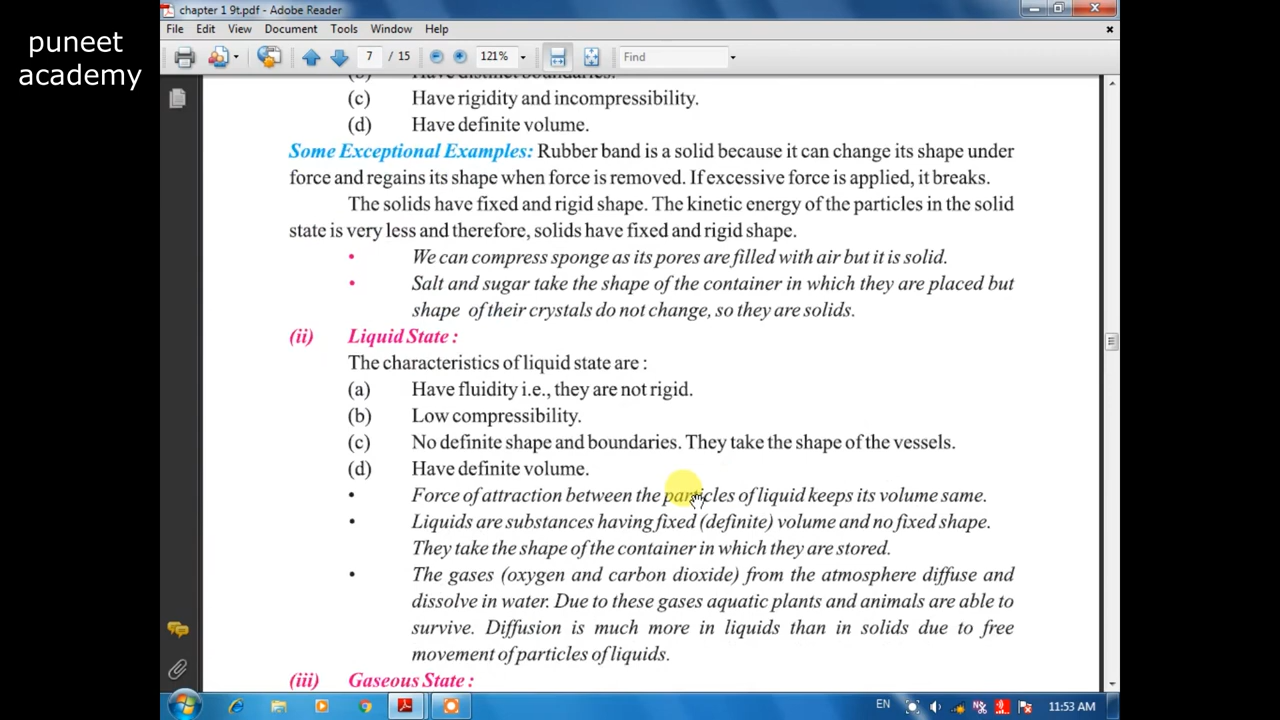 puneet
academy
chapter 1 9t.pdf - Adobe Reader
File Edit View Document Tools Window Help
7 / 15 121% Find
(b) Have distinct boundaries.
(c) Have rigidity and incompressibility.
(d) Have definite volume.
Some Exceptional Examples: Rubber band is a solid because it can change its shape under
force and regains its shape when force is removed. If excessive force is applied, it breaks.
The solids have fixed and rigid shape. The kinetic energy of the particles in the solid
state is very less and therefore, solids have fixed and rigid shape.
• We can compress sponge as its pores are filled with air but it is solid.
• Salt and sugar take the shape of the container in which they are placed but
shape of their crystals do not change, so they are solids.
(ii) Liquid State :
The characteristics of liquid state are :
(a) Have fluidity i.e., they are not rigid.
(b) Low compressibility.
(c) No definite shape and boundaries. They take the shape of the vessels.
(d) Have definite volume.
• Force of attraction between the particles of liquid keeps its volume same.
• Liquids are substances having fixed (definite) volume and no fixed shape.
They take the shape of the container in which they are stored.
• The gases (oxygen and carbon dioxide) from the atmosphere diffuse and
dissolve in water. Due to these gases aquatic plants and animals are able to
survive. Diffusion is much more in liquids than in solids due to free
movement of particles of liquids.
(iii) Gaseous State :
EN 11:53 AM